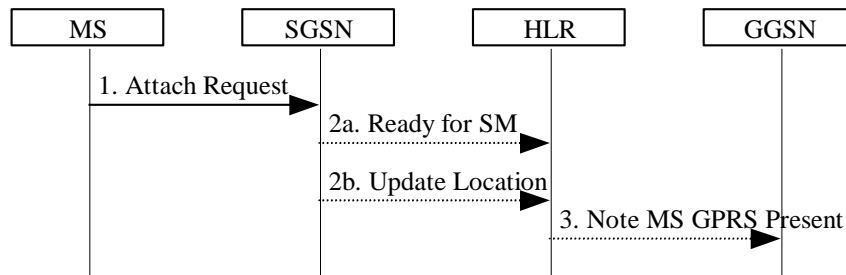 MS SGSN HLR GGSN
1. Attach Request
2a. Ready for SM
2b. Update Location
3. Note MS GPRS Present